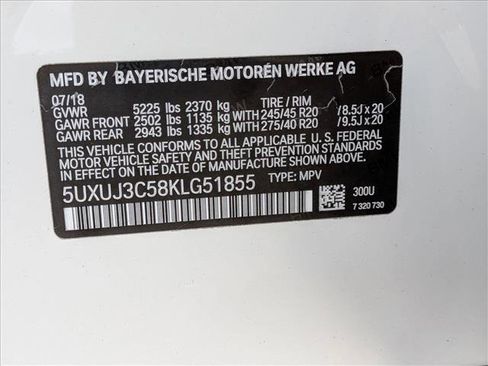 MFD BY BAYERISCHE MOTOREN WERKE AG
07/18
GVWR 5225 lbs 2370 kg TIRE / RIM
GAWR FRONT 2502 lbs 1135 kg WITH 245/45 R20 /8.5J x 20
GAWR REAR 2943 lbs 1335 kg WITH 275/40 R20 /9.5J x 20
THIS VEHICLE CONFORMS TO ALL APPLICABLE U. S. FEDERAL
MOTOR VEHICLE SAFETY AND THEFT PREVENTION STANDARDS
IN EFFECT ON THE DATE OF MANUFACTURE SHOWN ABOVE.
5UXUJ3C58KLG51855 TYPE: MPV
300U
7 320 730